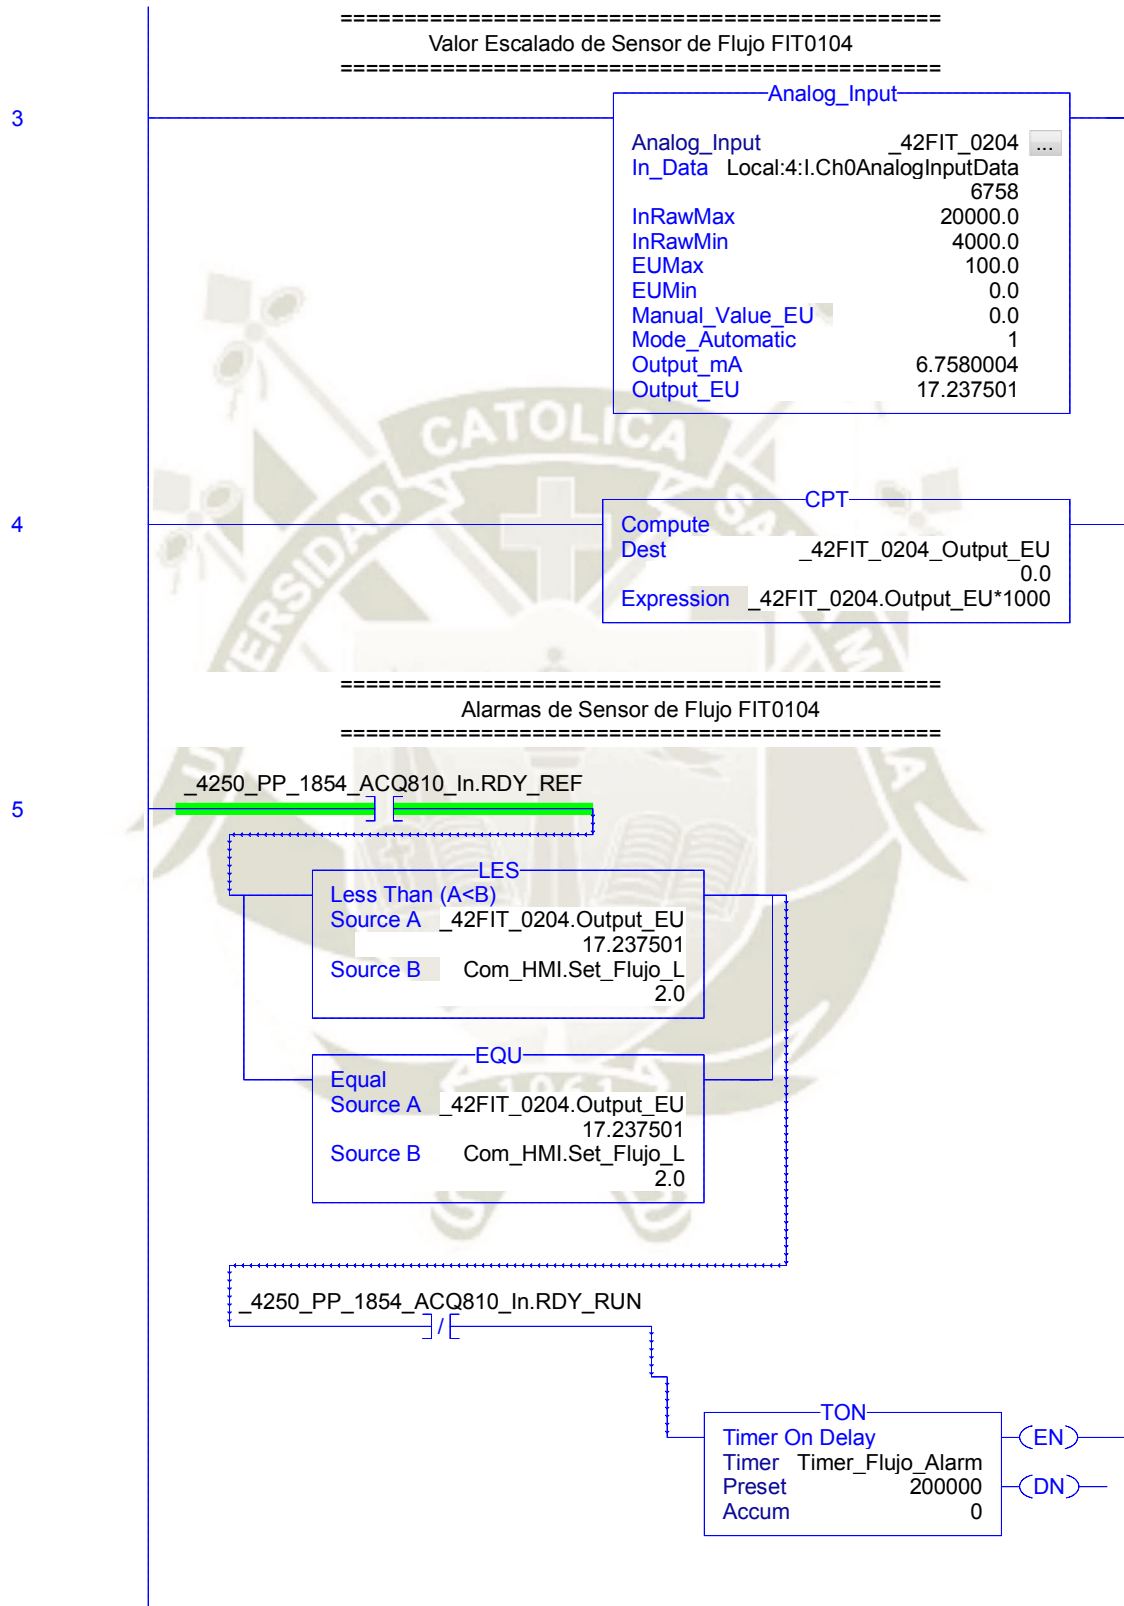 ==============================================
Valor Escalado de Sensor de Flujo FIT0104
==============================================
3
Analog_Input
Analog_Input _42FIT_0204 ...
In_Data Local:4:I.Ch0AnalogInputData
6758
InRawMax 20000.0
InRawMin 4000.0
EUMax 100.0
EUMin 0.0
Manual_Value_EU 0.0
Mode_Automatic 1
Output_mA 6.7580004
Output_EU 17.237501
CATOLICA
UNIVERSIDAD
SANTA MARIA
4
CPT
Compute
Dest _42FIT_0204_Output_EU
0.0
Expression _42FIT_0204.Output_EU*1000
==============================================
Alarmas de Sensor de Flujo FIT0104
==============================================
5
_4250_PP_1854_ACQ810_In.RDY_REF
LES
Less Than (A<B)
Source A _42FIT_0204.Output_EU
17.237501
Source B Com_HMI.Set_Flujo_L
2.0
EQU
Equal
1961
Source A _42FIT_0204.Output_EU
17.237501
Source B Com_HMI.Set_Flujo_L
2.0
_4250_PP_1854_ACQ810_In.RDY_RUN
/
TON
Timer On Delay
Timer Timer_Flujo_Alarm
Preset 200000
Accum 0
EN
DN